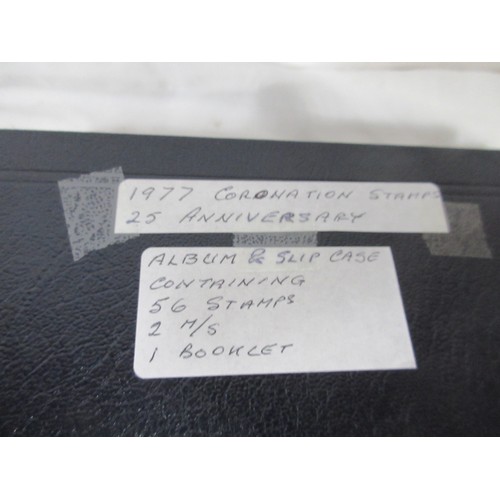 1977 CORONATION STAMPS
25 ANNIVERSARY
ALBUM & SLIP CASE
CONTAINING
56 STAMPS
2 M/S
1 BOOKLET